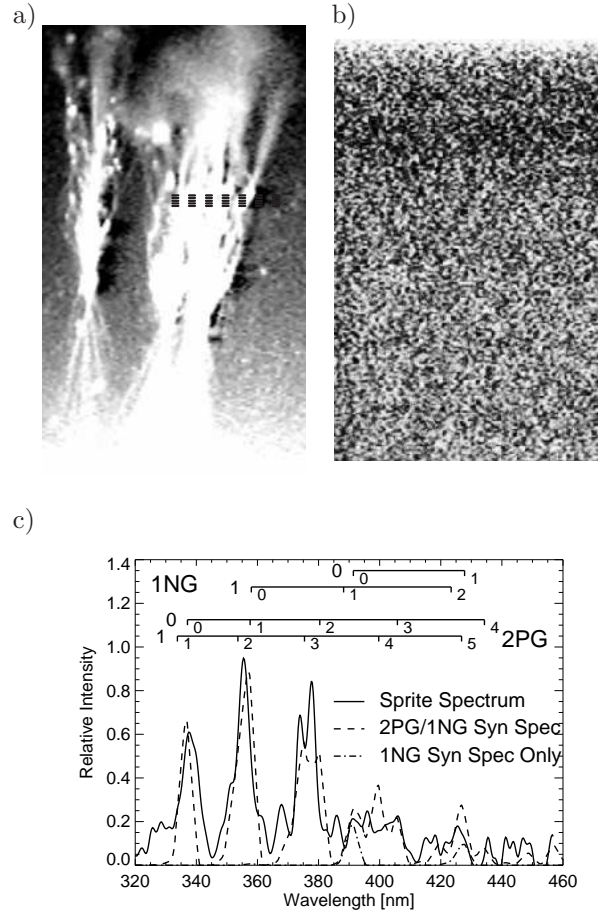 a)
b)
c)
1.4
1.2
1.0
0.8
0.6
0.4
0.2
0.0
Relative Intensity
1NG
0
0
1
1
0
1
2
0
0
1
2
3
4
1
1
2
3
4
5
2PG
Sprite Spectrum
2PG/1NG Syn Spec
1NG Syn Spec Only
320 340 360 380 400 420 440 460
Wavelength [nm]